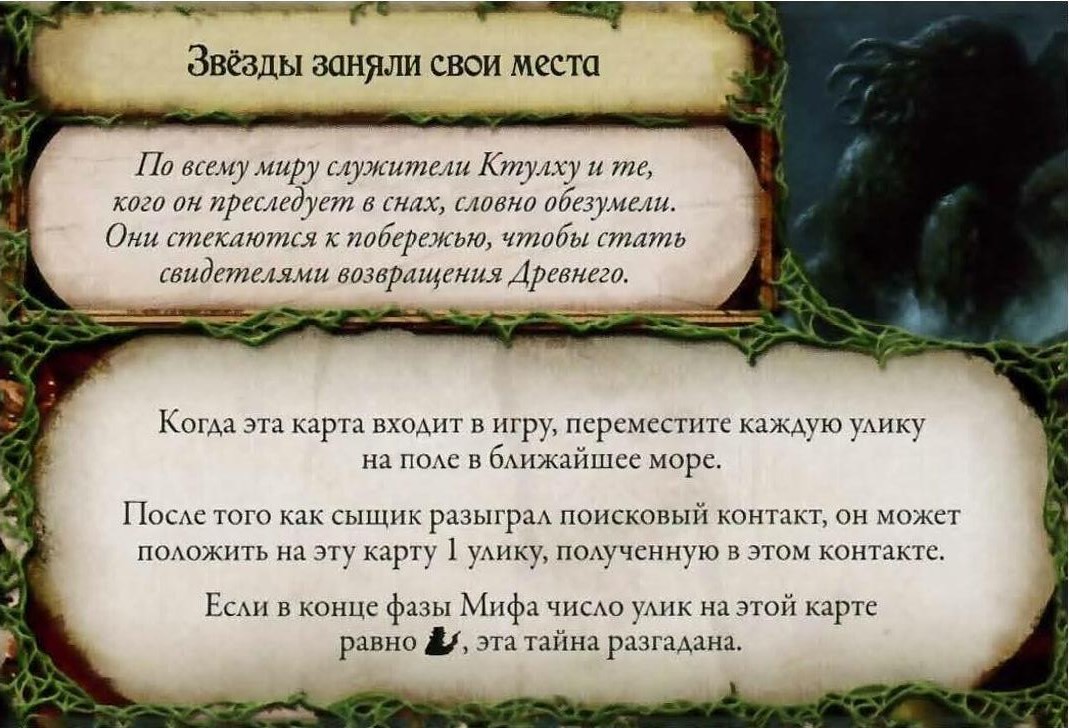 Звёзды заняли свои места
По всему миру служители Ктулху и те,
кого он преследует в снах, словно обезумели.
Они стекаются к побережью, чтобы стать
свидетелями возвращения Древнего.
Когда эта карта входит в игру, переместите каждую улику
на поле в ближайшее море.
После того как сыщик разыграл поисковый контакт, он может
положить на эту карту 1 улику, полученную в этом контакте.
Если в конце фазы Мифа число улик на этой карте
равно , эта тайна разгадана.